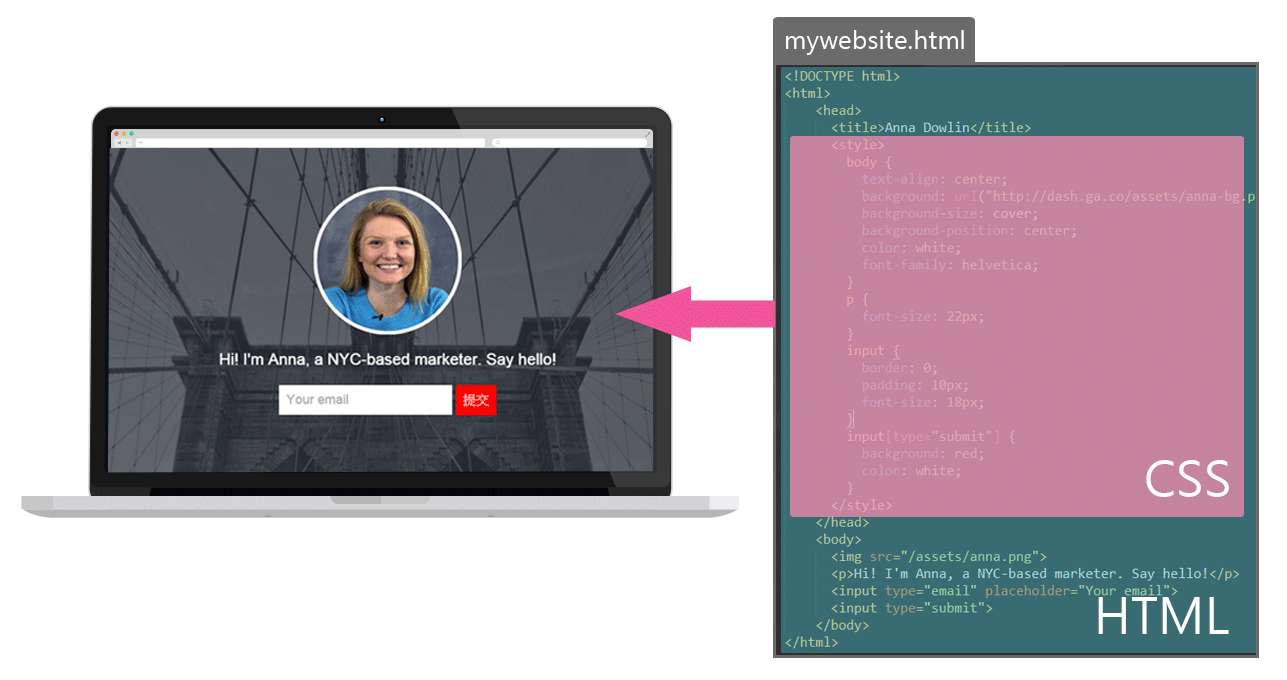 mywebsite.html
<!DOCTYPE html>
<html>
<head>
<title>Anna Dowlin</title>
<style>
body {
text-align: center;
background: url("http://dash.ga.co/assets/anna-bg.p
background-size: cover;
background-position: center;
color: white;
font-family: helvetica;
}
p {
font-size: 22px;
}
input {
border: 0;
padding: 10px;
font-size: 18px;
}
input[type="submit"] {
background: red;
color: white;
}
</style>
CSS
</head>
<body>
<img src="/assets/anna.png">
<p>Hi! I'm Anna, a NYC-based marketer. Say hello!</p>
<input type="email" placeholder="Your email">
<input type="submit">
</body>
</html>
HTML
Hi! I'm Anna, a NYC-based marketer. Say hello!
Your email
提交